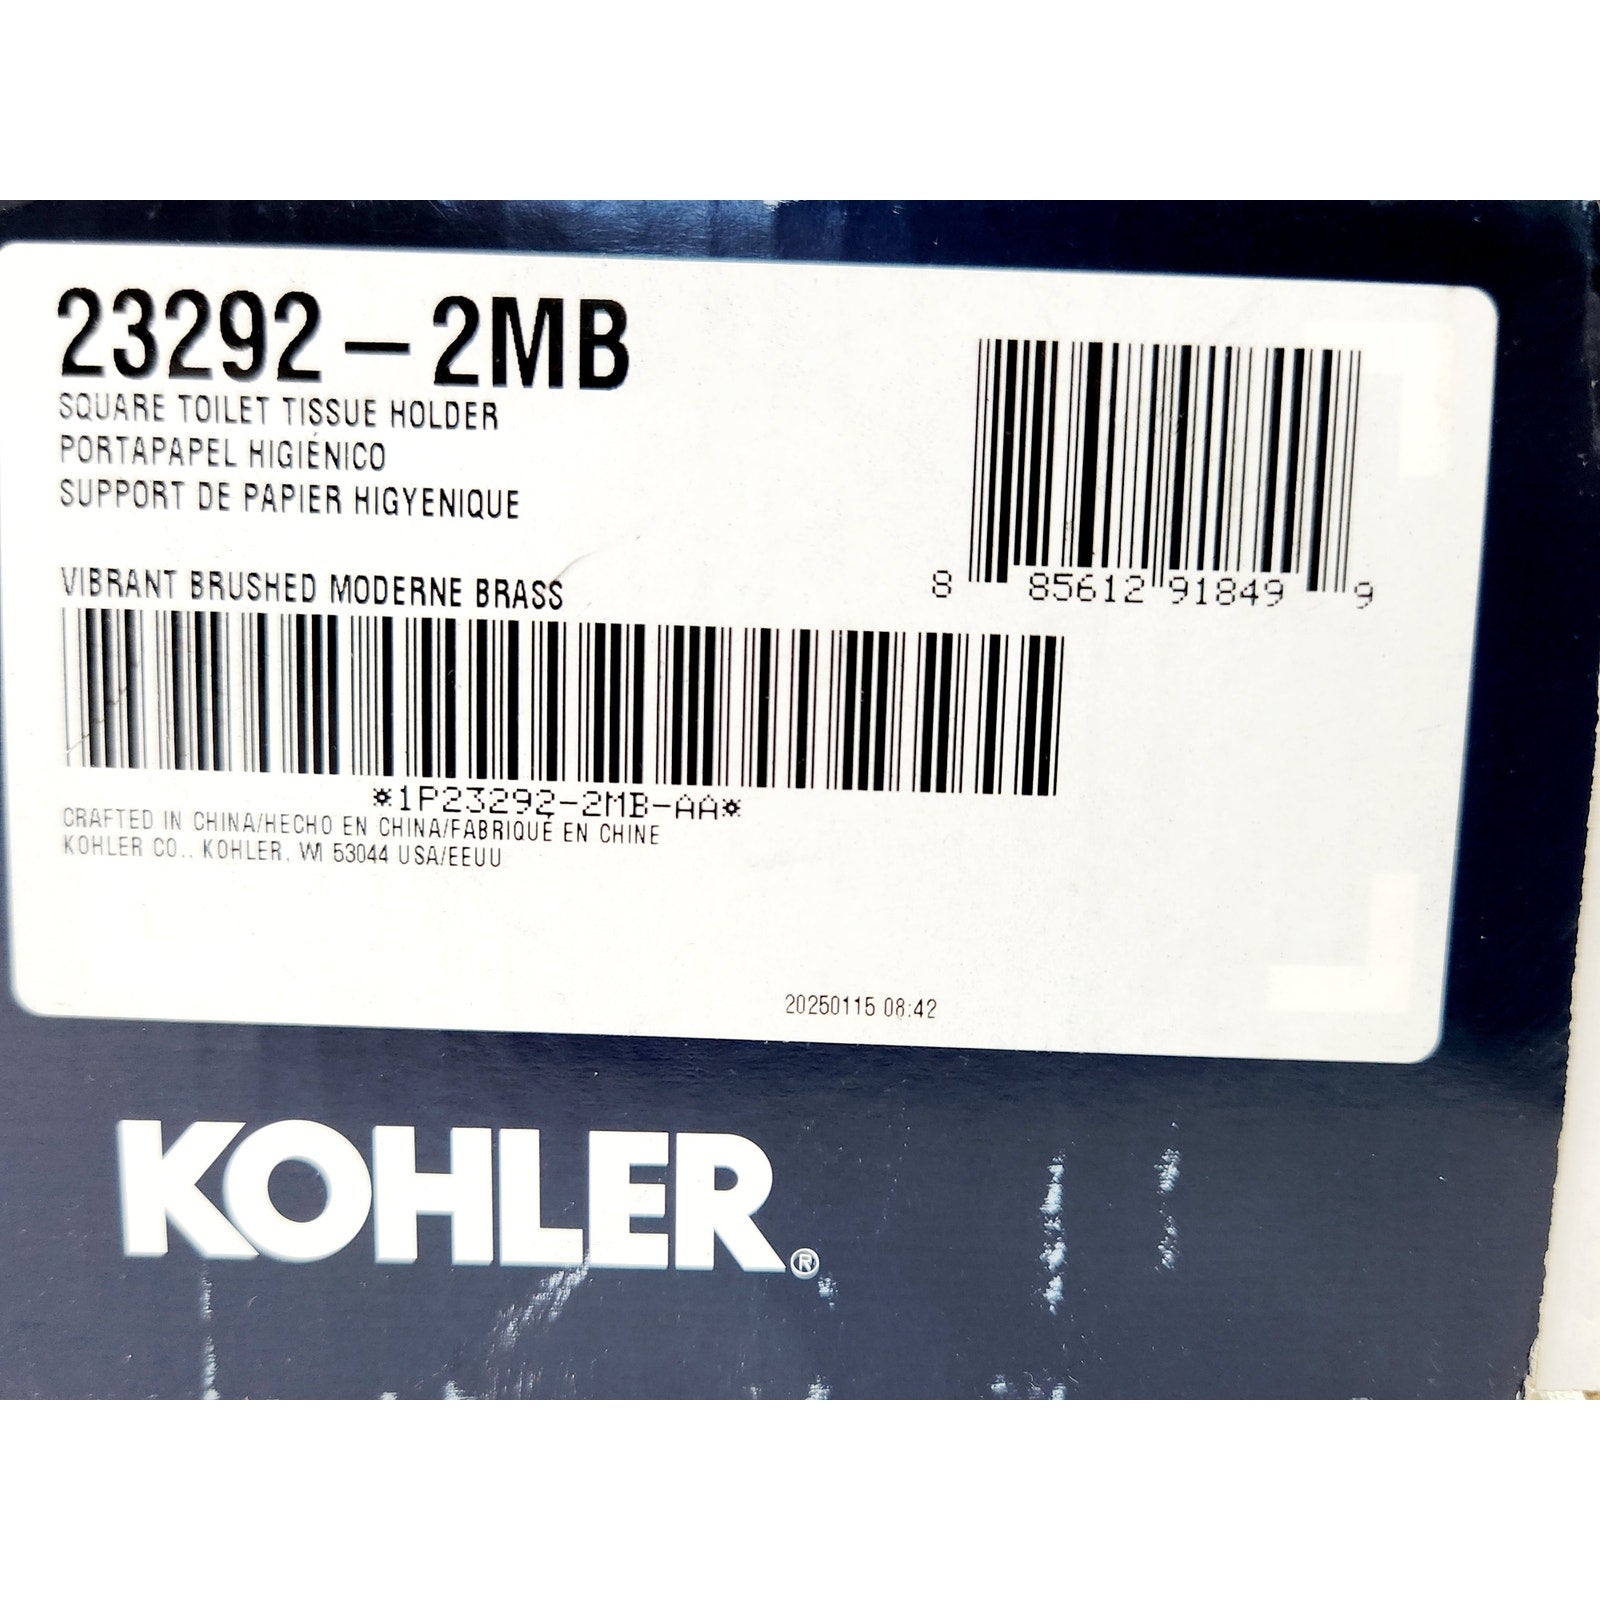 23292-2MB
SQUARE TOILET TISSUE HOLDER
PORTAPAPEL HIGIÉNICO
SUPPORT DE PAPIER HIGYENIQUE
VIBRANT BRUSHED MODERNE BRASS
8 85612 91849 9
*1P23292-2MB-AA*
CRAFTED IN CHINA/HECHO EN CHINA/FABRIQUÉ EN CHINE
KOHLER CO., KOHLER, WI 53044 USA/EEUU
20250115 08:42
KOHLER®